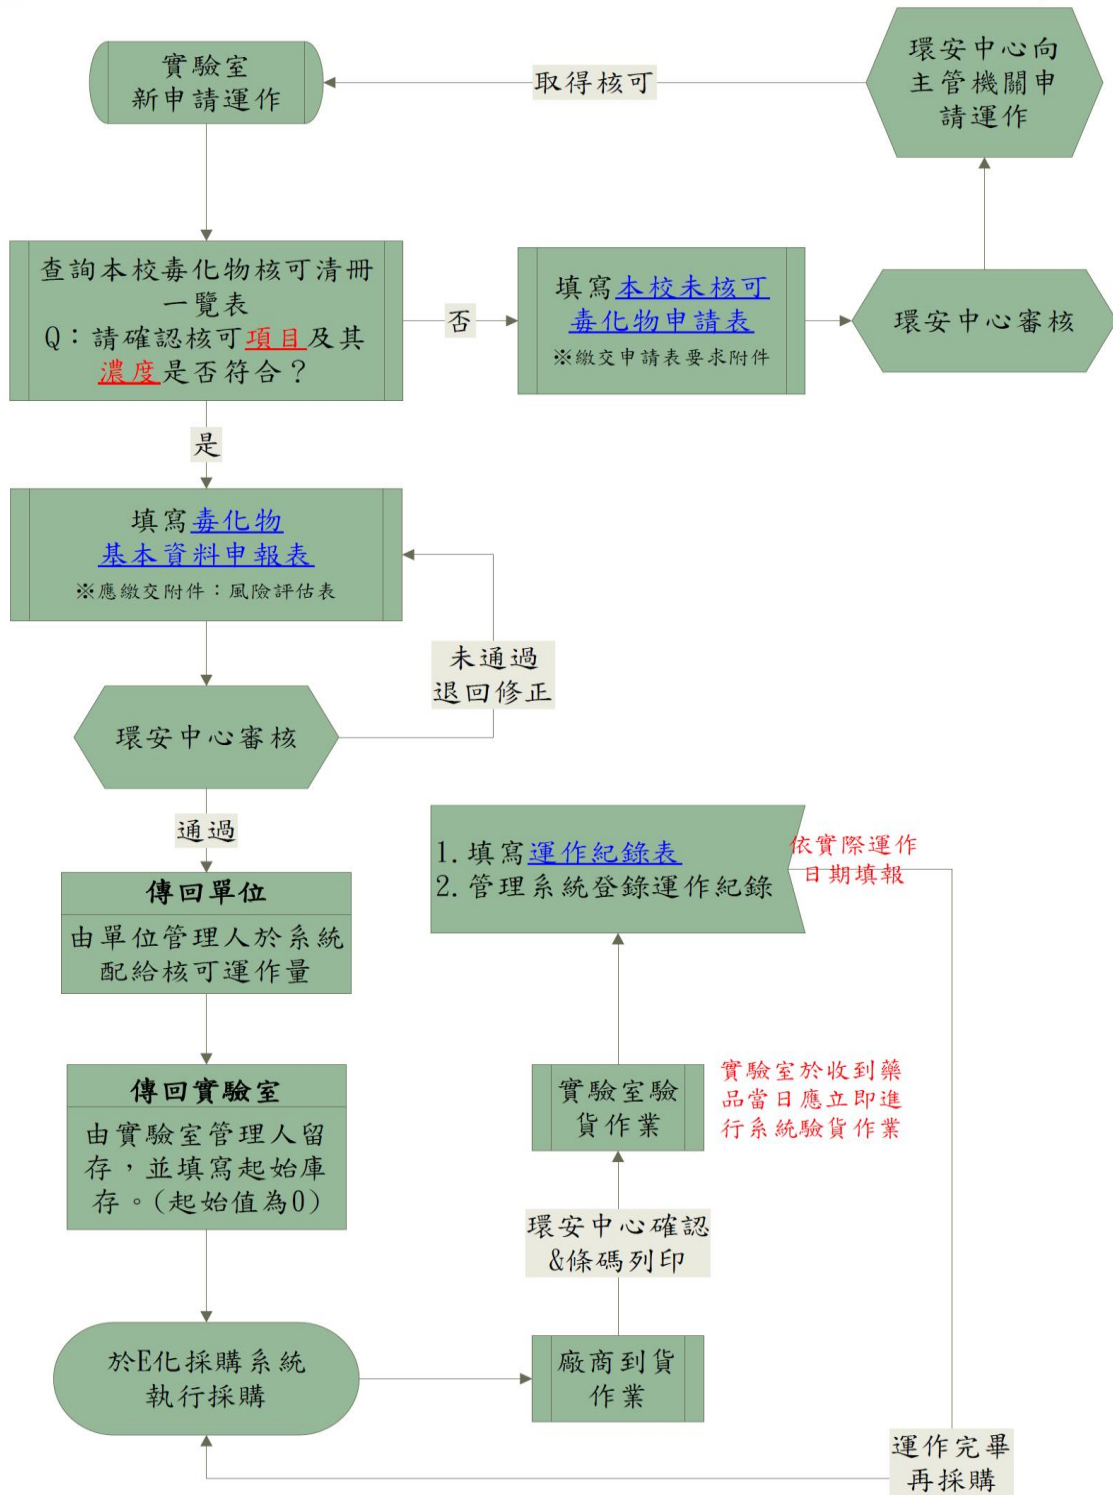 實驗室
新申請運作
取得核可
環安中心向
主管機關申
請運作
查詢本校毒化物核可清冊
一覽表
Q：請確認核可項目及其
濃度是否符合？
否
填寫本校未核可
毒化物申請表
※繳交申請表要求附件
環安中心審核
是
填寫毒化物
基本資料申報表
※應繳交附件：風險評估表
未通過
退回修正
環安中心審核
通過
傳回單位
由單位管理人於系統
配給核可運作量
傳回實驗室
由實驗室管理人留
存，並填寫起始庫
存。(起始值為0)
於E化採購系統
執行採購
廠商到貨
作業
環安中心確認
&條碼列印
實驗室驗
貨作業
實驗室於收到藥
品當日應立即進
行系統驗貨作業
1. 填寫運作紀錄表
2. 管理系統登錄運作紀錄
依實際運作
日期填報
運作完畢
再採購